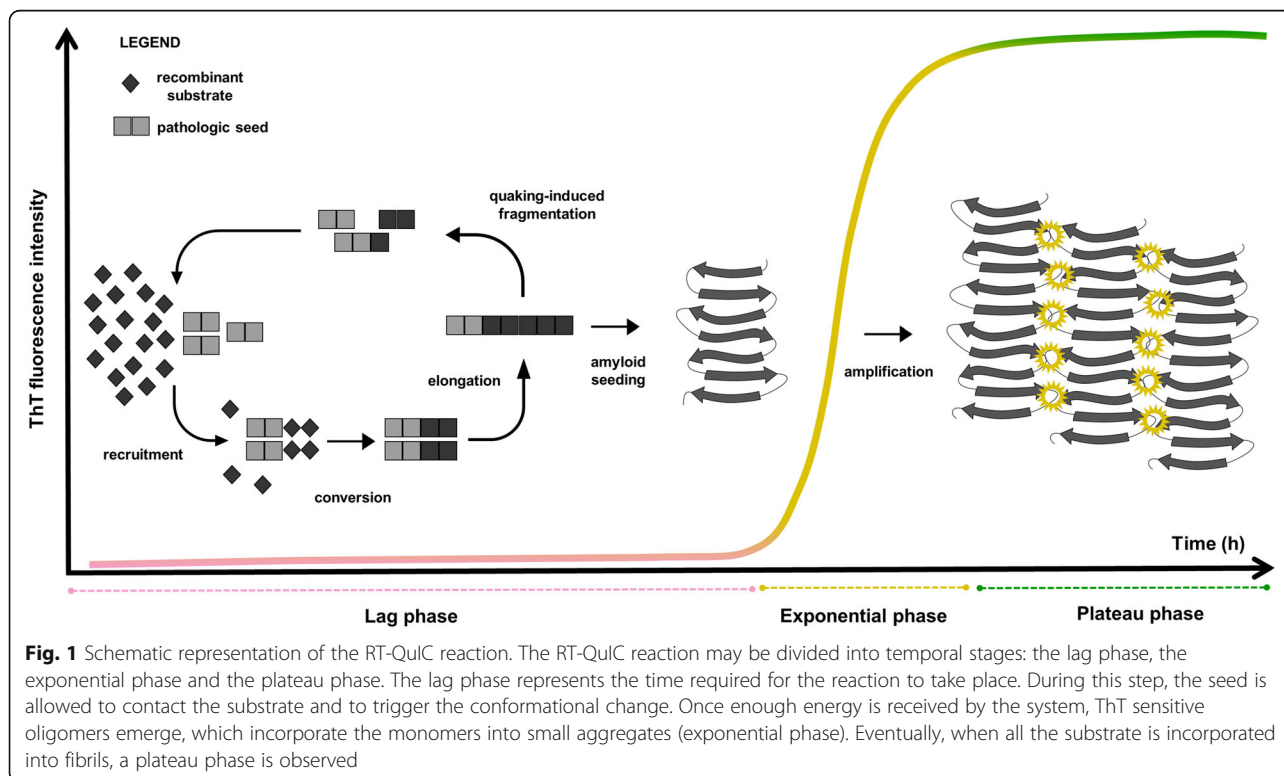 LEGEND
recombinant
substrate
pathologic seed
ThT fluorescence intensity
quaking-induced
fragmentation
recruitment
conversion
elongation
amyloid
seeding
amplification
Time (h)
Lag phase
Exponential phase
Plateau phase
Fig. 1 Schematic representation of the RT-QuIC reaction. The RT-QuIC reaction may be divided into temporal stages: the lag phase, the
exponential phase and the plateau phase. The lag phase represents the time required for the reaction to take place. During this step, the seed is
allowed to contact the substrate and to trigger the conformational change. Once enough energy is received by the system, ThT sensitive
oligomers emerge, which incorporate the monomers into small aggregates (exponential phase). Eventually, when all the substrate is incorporated
into fibrils, a plateau phase is observed